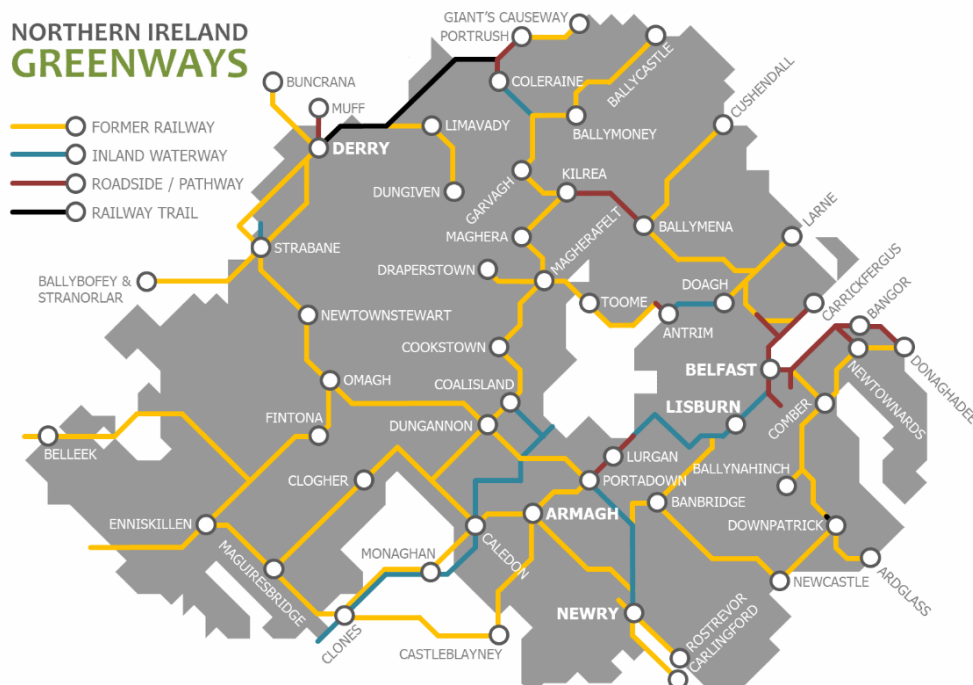 NORTHERN IRELAND
GREENWAYS
FORMER RAILWAY
INLAND WATERWAY
ROADSIDE / PATHWAY
RAILWAY TRAIL
GIANT'S CAUSEWAY
PORTRUSH
BUNCRANA
MUFF
DERRY
LIMAVADY
DUNGIVEN
COLERAINE
BALLYCASTLE
BALLYMONEY
CUSHENDALL
GARVAGH
KILREA
MAGHERA
MAGHERAFELT
BALLYMENA
LARNE
STRABANE
BALLYBOFEY &
STRANORLAR
DRAPERSTOWN
TOOME
DOAGH
ANTRIM
CARRICKFERGUS
BANGOR
NEWTOWNSTEWART
COOKSTOWN
BELFAST
DONAGHADEE
NEWTOWNARDS
OMAGH
COALISLAND
LISBURN
COMBER
FINTONA
DUNGANNON
BELLEEK
LURGAN
BALLYNAHINCH
CLOGHER
PORTADOWN
BANBRIDGE
ENNISKILLEN
ARMAGH
DOWNPATRICK
MAGUIRESBRIDGE
MONAGHAN
CALEDON
ARDGLASS
NEWCASTLE
CLONES
NEWRY
CASTLEBLAYNEY
ROSTREVOR
CARLINGFORD